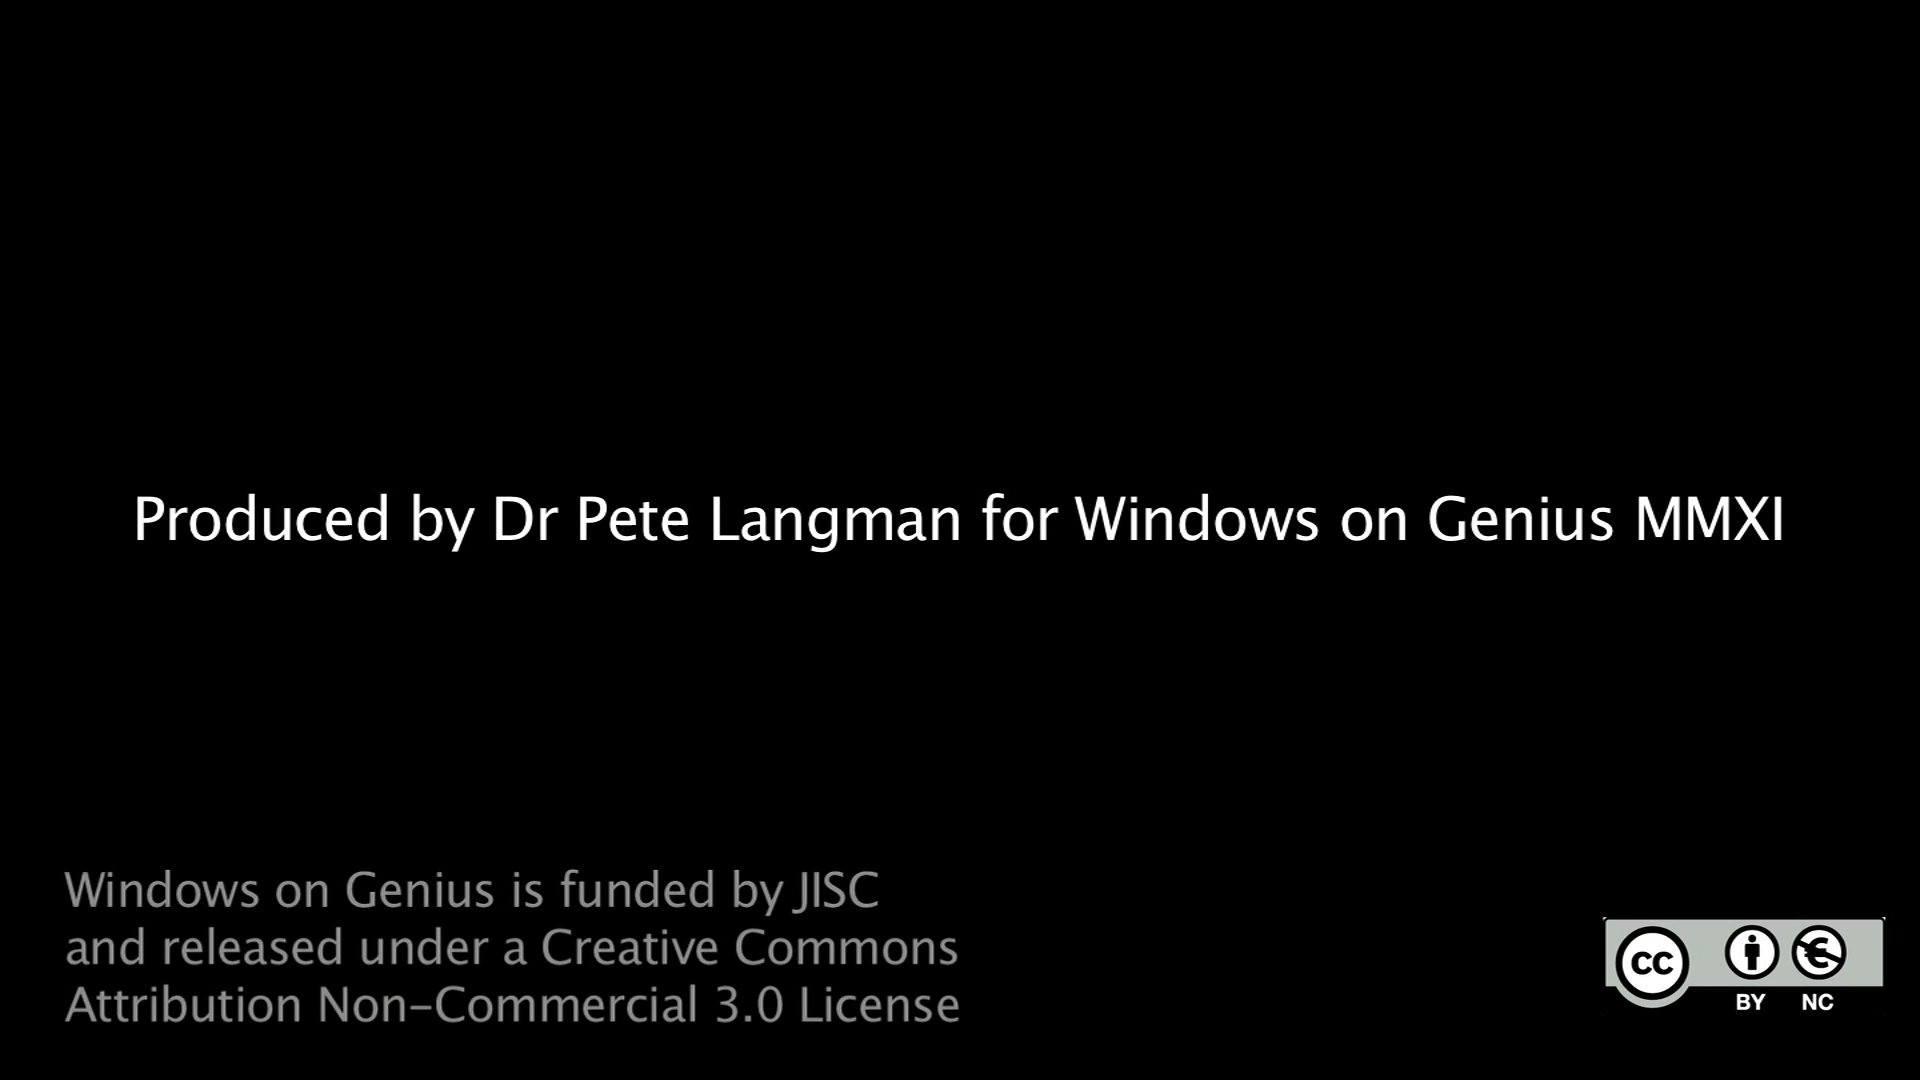 Produced by Dr Pete Langman for Windows on Genius MMXI
Windows on Genius is funded by JISC
and released under a Creative Commons
Attribution Non-Commercial 3.0 License
cc
BY NC